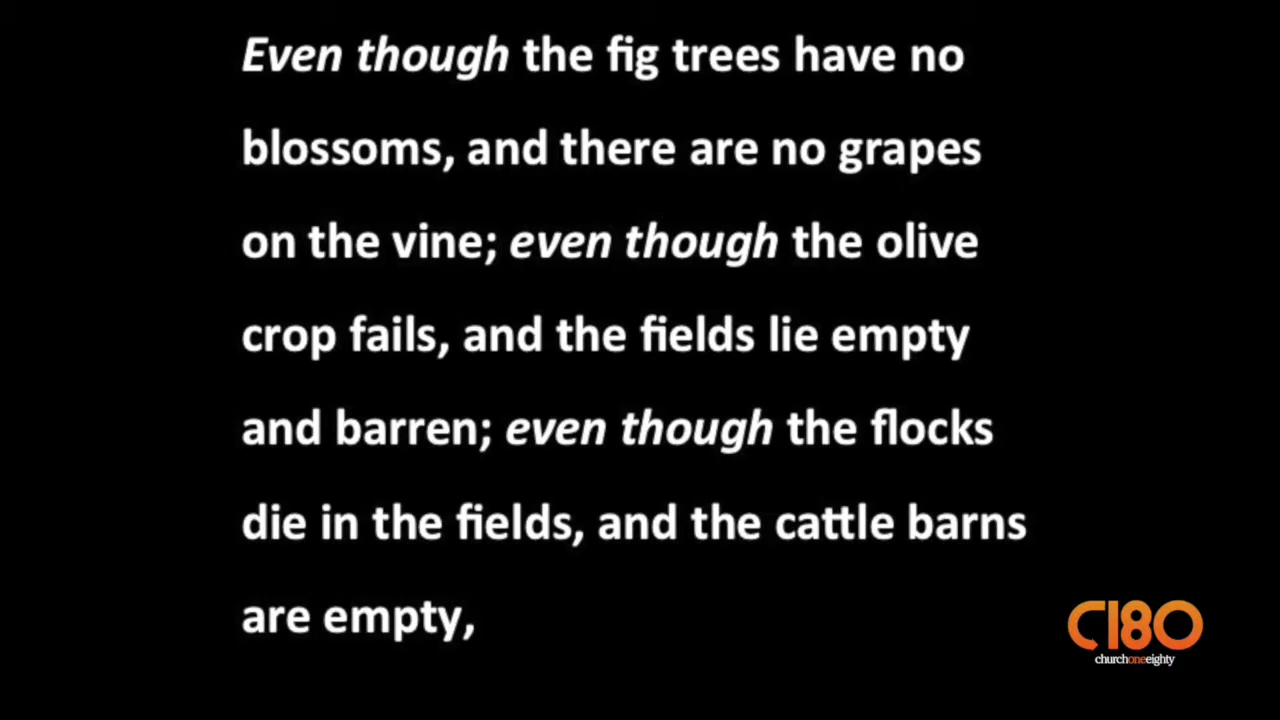 Even though the fig trees have no
blossoms, and there are no grapes
on the vine; even though the olive
crop fails, and the fields lie empty
and barren; even though the flocks
die in the fields, and the cattle barns
are empty,
C180
churchoneeighty